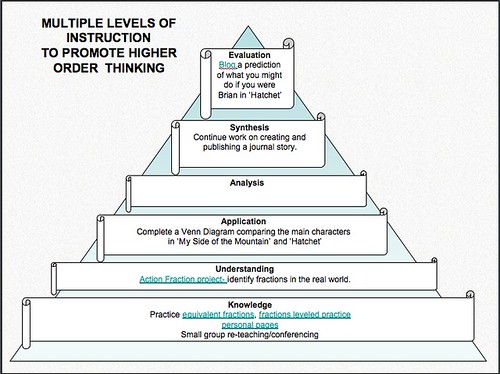 MULTIPLE LEVELS OF
INSTRUCTION
TO PROMOTE HIGHER
ORDER THINKING
Evaluation
Blog a prediction
of what you might
do if you were
Brian in 'Hatchet'
Synthesis
Continue work on creating and
publishing a journal story.
Analysis
Application
Complete a Venn Diagram comparing the main characters
in 'My Side of the Mountain' and 'Hatchet'
Understanding
Action Fraction project- identify fractions in the real world.
Knowledge
Practice equivalent fractions, fractions leveled practice
personal pages
Small group re-teaching/conferencing